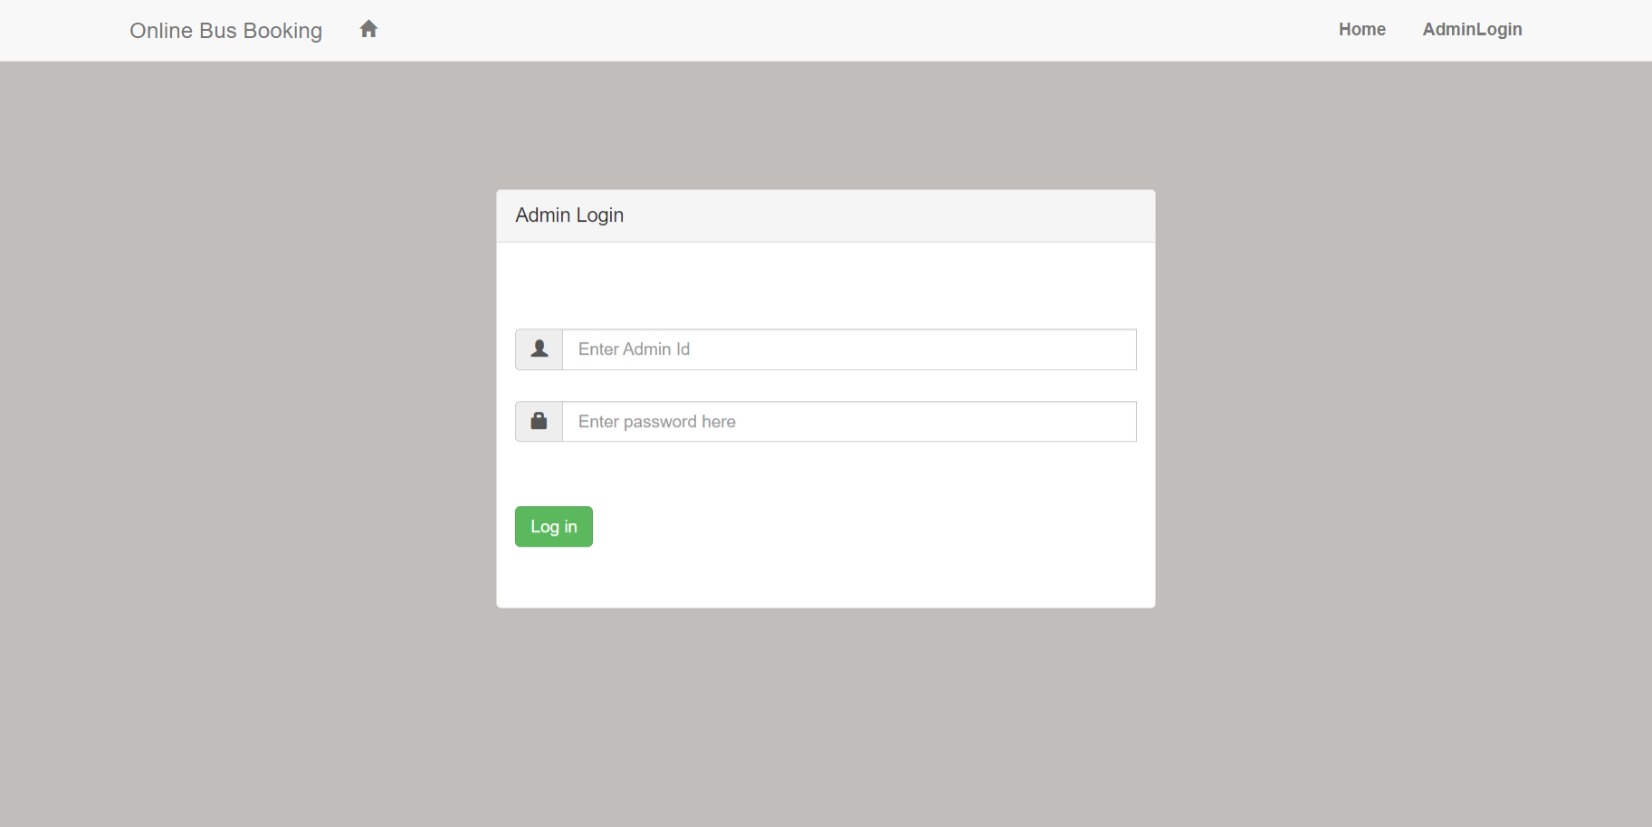 Online Bus Booking
Home
AdminLogin
Admin Login
Enter Admin Id
Enter password here
Log in